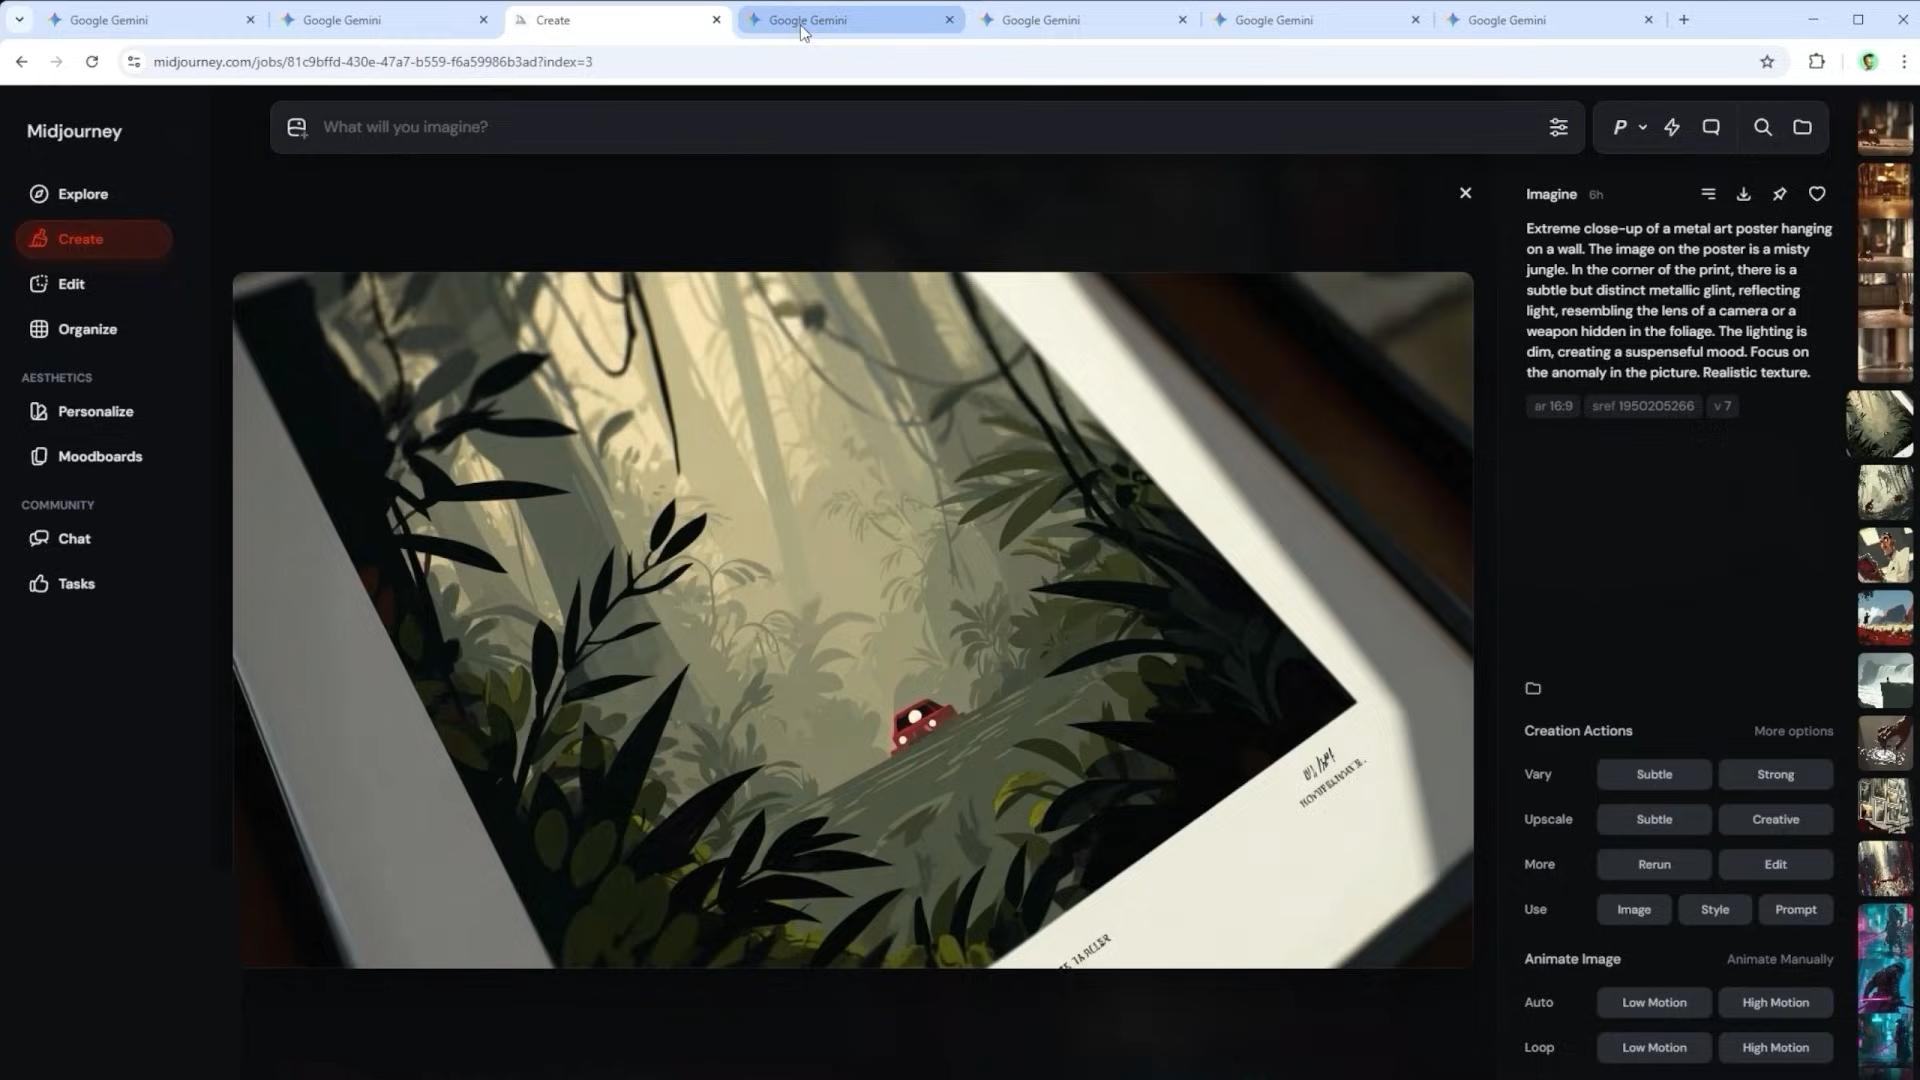 Google Gemini
Google Gemini
Create
Google Gemini
Google Gemini
Google Gemini
Google Gemini
midjourney.com/jobs/81c9bffd-430e-47a7-b559-f6a59986b3ad?index=3
Midjourney
What will you imagine?
P
Explore
Create
Edit
Organize
AESTHETICS
Personalize
Moodboards
COMMUNITY
Chat
Tasks
Imagine 6h
Extreme close-up of a metal art poster hanging
on a wall. The image on the poster is a misty
jungle. In the corner of the print, there is a
subtle but distinct metallic glint, reflecting
light, resembling the lens of a camera or a
weapon hidden in the foliage. The lighting is
dim, creating a suspenseful mood. Focus on
the anomaly in the picture. Realistic texture.
ar 16:9 sref 1950205266 v 7
Creation Actions More options
Vary Subtle Strong
Upscale Subtle Creative
More Rerun Edit
Use Image Style Prompt
Animate Image Animate Manually
Auto Low Motion High Motion
Loop Low Motion High Motion